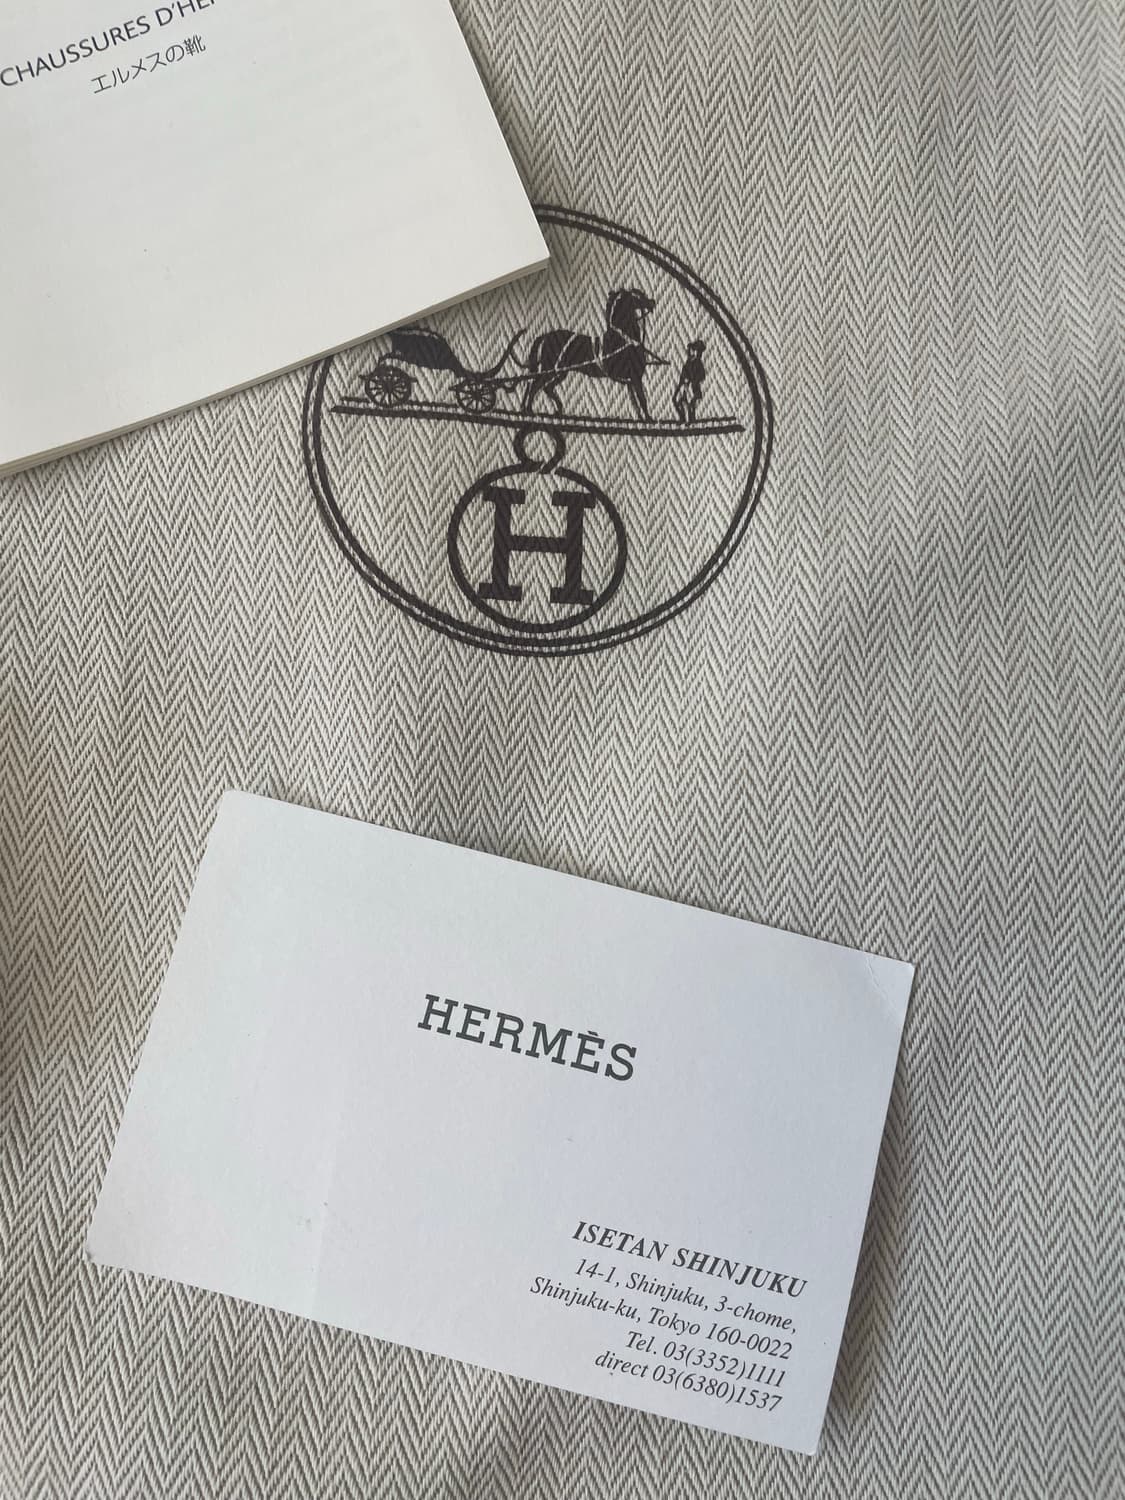 CHAUSSURES
エルメスの靴
H
HERMÈS
ISETAN SHINJUKU
14-1, Shinjuku, 3-chome,
Shinjuku-ku, Tokyo 160-0022
Tel. 03(3352)1111
direct 03(6380)1537